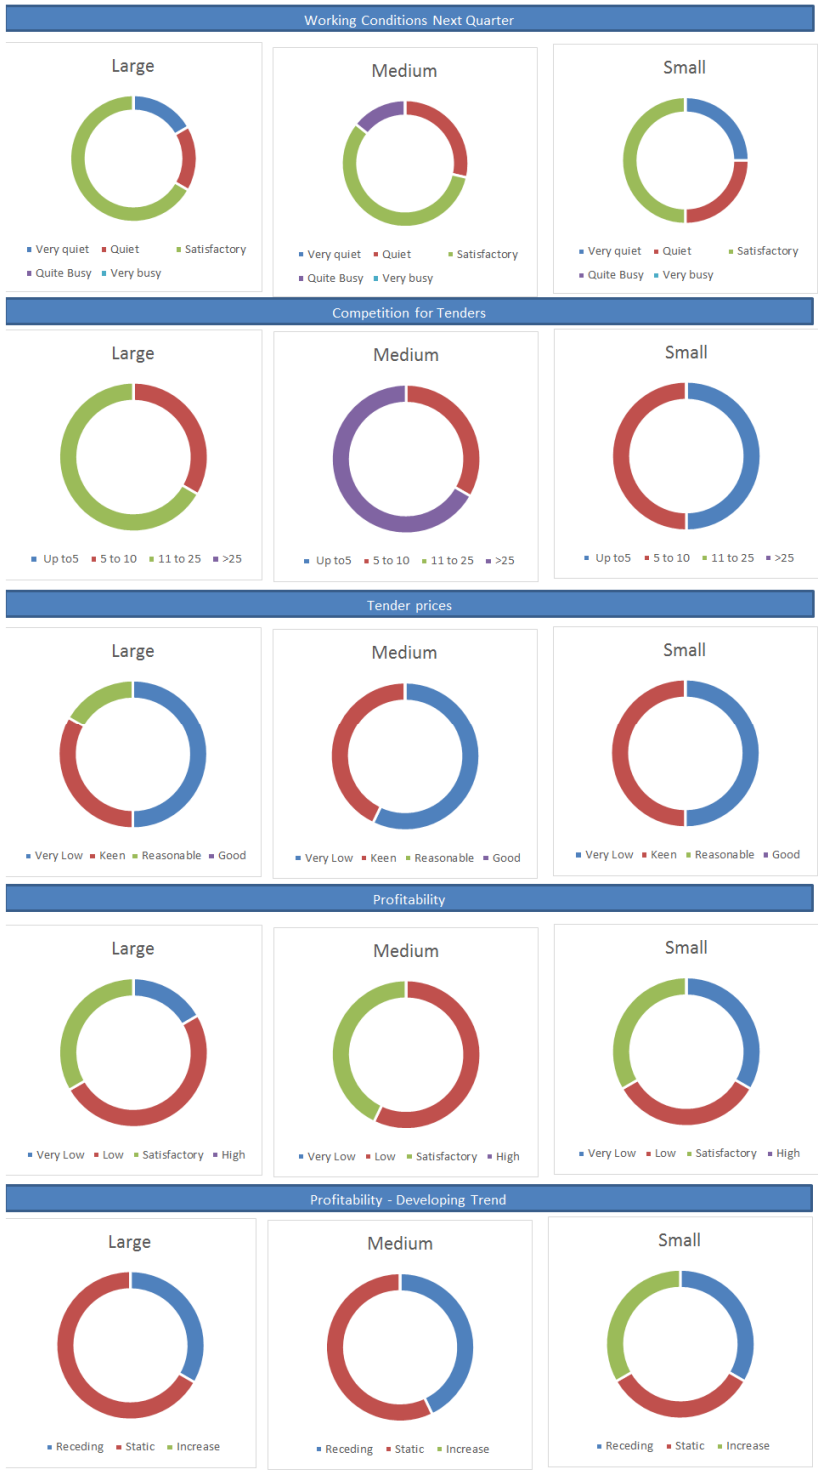 Working Conditions Next Quarter
Large
Very quiet Quiet Satisfactory
Quite Busy Very busy
Medium
Very quiet Quiet Satisfactory
Quite Busy Very busy
Small
Very quiet Quiet Satisfactory
Quite Busy Very busy
Competition for Tenders
Large
Up to5 5 to 10 11 to 25 >25
Medium
Up to5 5 to 10 11 to 25 >25
Small
Up to5 5 to 10 11 to 25 >25
Tender prices
Large
Very Low Keen Reasonable Good
Medium
Very Low Keen Reasonable Good
Small
Very Low Keen Reasonable Good
Profitability
Large
Very Low Low Satisfactory High
Medium
Very Low Low Satisfactory High
Small
Very Low Low Satisfactory High
Profitability - Developing Trend
Large
Receding Static Increase
Medium
Receding Static Increase
Small
Receding Static Increase